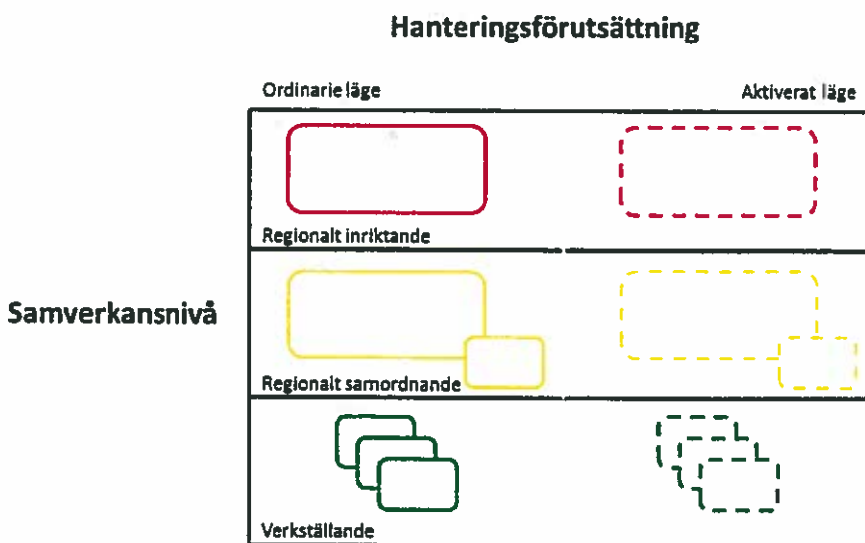 Hanteringsförutsättning
Ordinarie läge
Aktiverat läge
Regionalt inriktande
Samverkansnivå
Regionalt samordnande
Verkställande